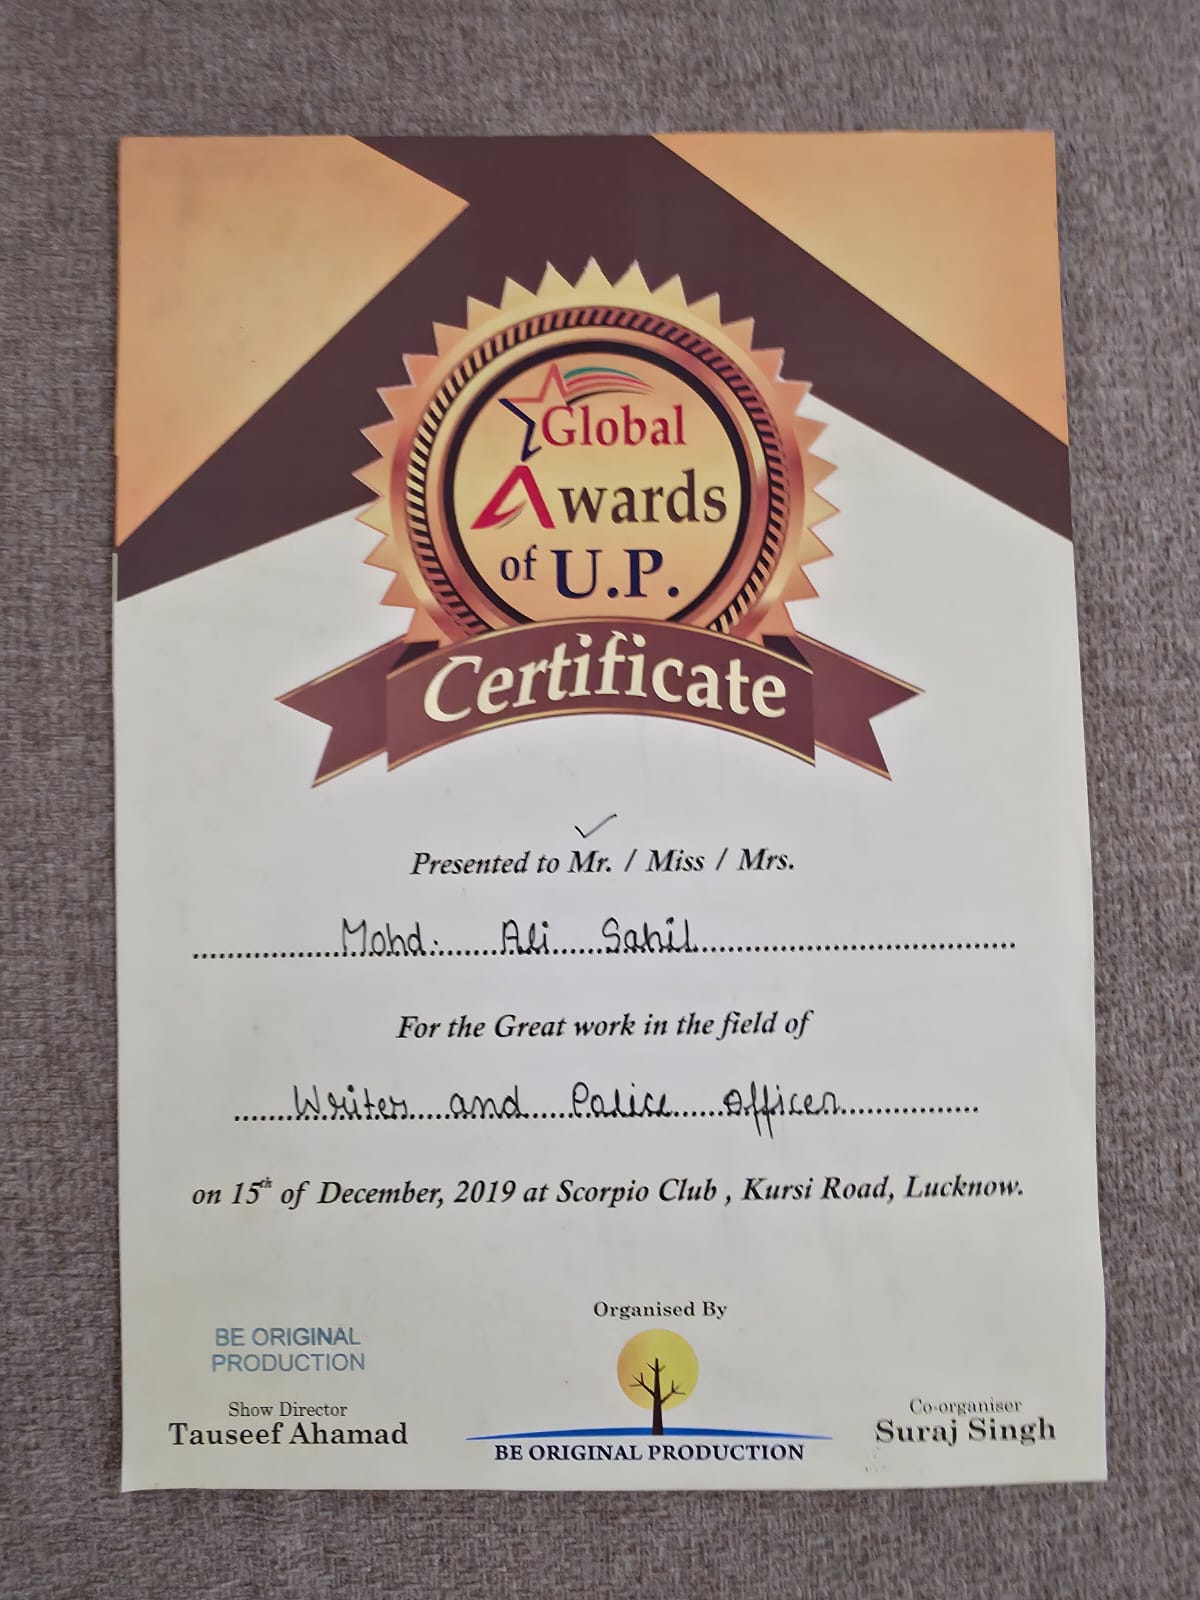 Global
Awards
of U.P.
Certificate
Presented to Mr. / Miss / Mrs.
Mohd. Ali Sahil
For the Great work in the field of
Writer and Police Officer
on 15th of December, 2019 at Scorpio Club , Kursi Road, Lucknow.
Organised By
BE ORIGINAL
PRODUCTION
Show Director
Tauseef Ahamad
BE ORIGINAL PRODUCTION
Co-organiser
Suraj Singh